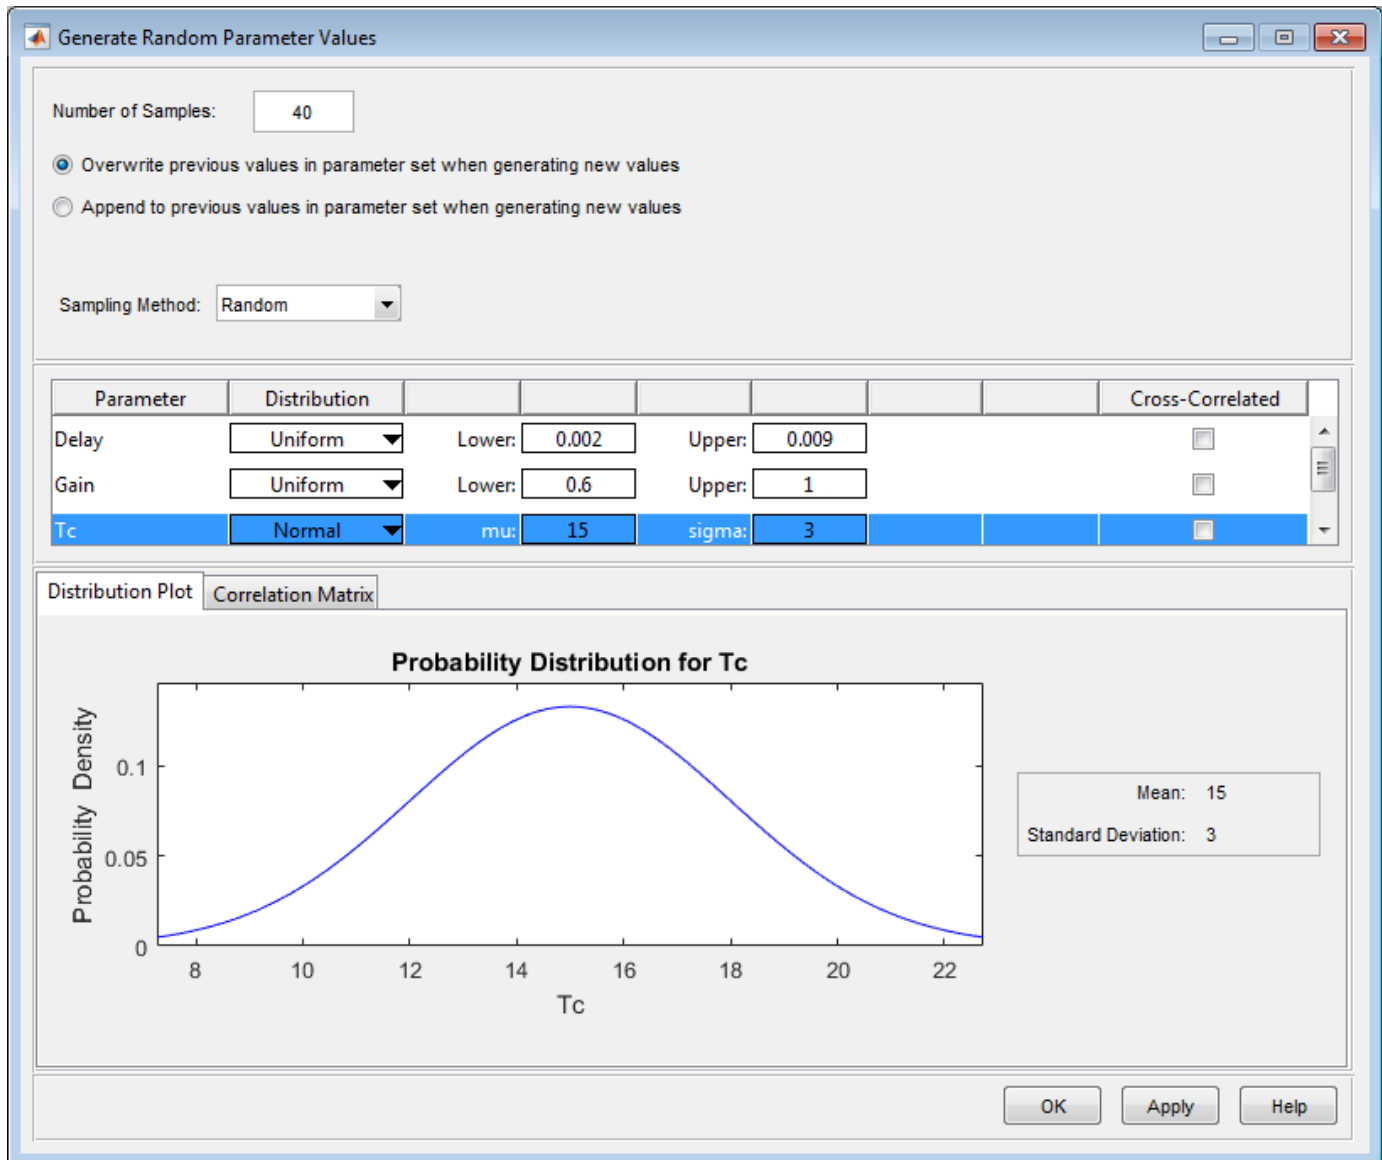 Generate Random Parameter Values
Number of Samples: 40
Overwrite previous values in parameter set when generating new values
Append to previous values in parameter set when generating new values
Sampling Method: Random
Parameter Distribution Cross-Correlated
Delay Uniform Lower: 0.002 Upper: 0.009
Gain Uniform Lower: 0.6 Upper: 1
Tc Normal mu: 15 sigma: 3
Distribution Plot Correlation Matrix
Probability Distribution for Tc
Probability Density
0.1
0.05
0
8 10 12 14 16 18 20 22
Tc
Mean: 15
Standard Deviation: 3
OK Apply Help